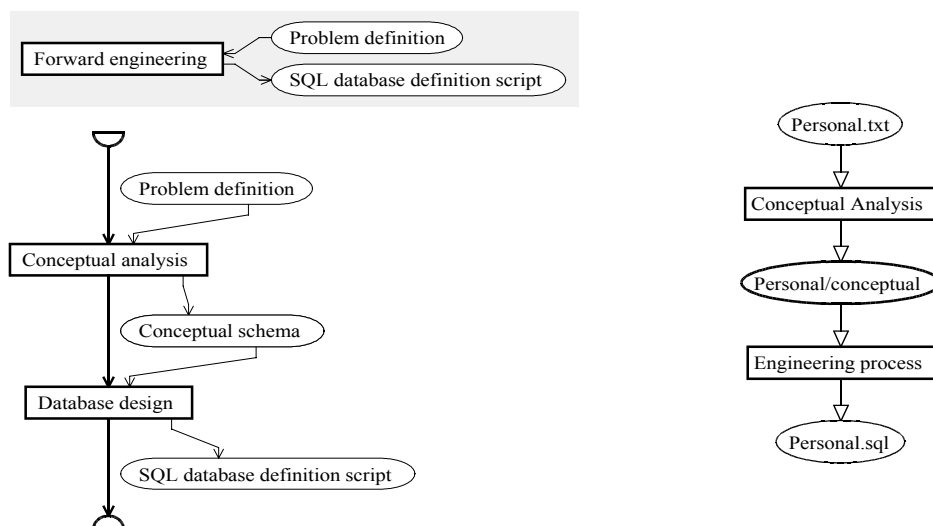 Problem definition
Forward engineering
SQL database definition script
Problem definition
Conceptual analysis
Conceptual schema
Database design
SQL database definition script
Personal.txt
Conceptual Analysis
Personal/conceptual
Engineering process
Personal.sql